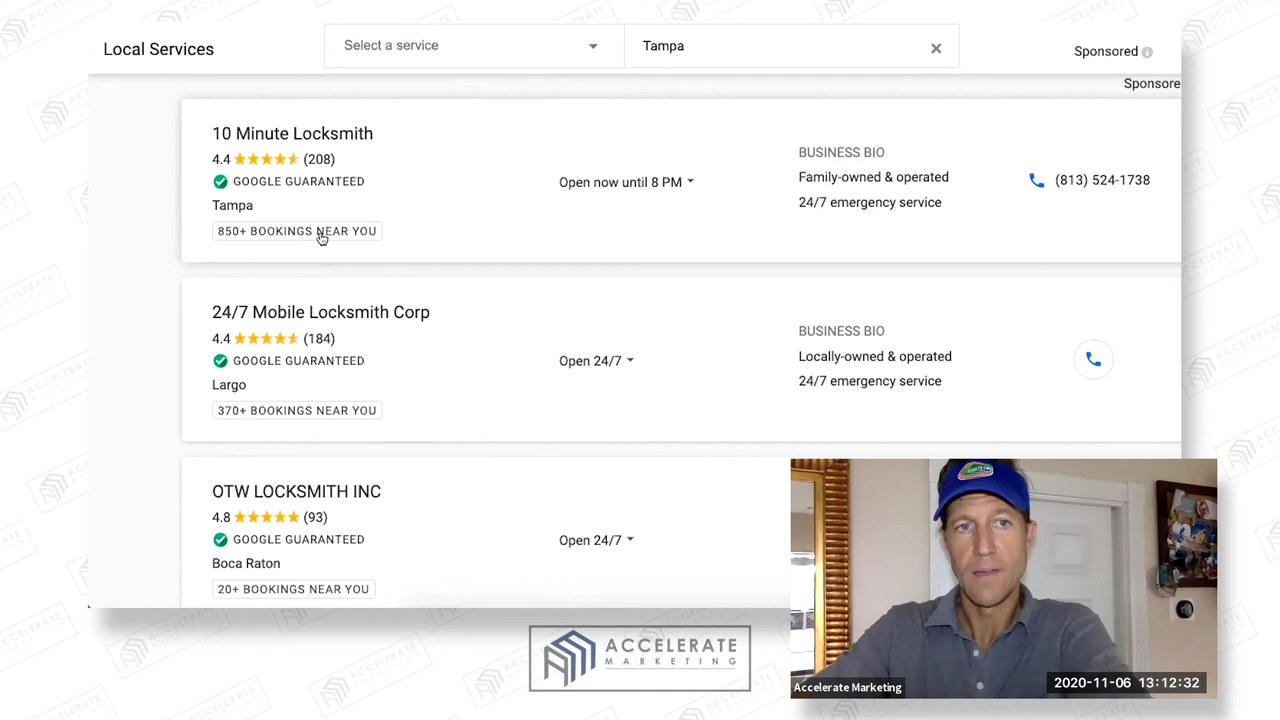 Local Services
Select a service
Tampa
Sponsored
Sponsore
10 Minute Locksmith
4.4 (208)
GOOGLE GUARANTEED
Tampa
850+ BOOKINGS NEAR YOU
Open now until 8 PM
BUSINESS BIO
Family-owned & operated
24/7 emergency service
(813) 524-1738
24/7 Mobile Locksmith Corp
4.4 (184)
GOOGLE GUARANTEED
Largo
370+ BOOKINGS NEAR YOU
Open 24/7
BUSINESS BIO
Locally-owned & operated
24/7 emergency service
OTW LOCKSMITH INC
4.8 (93)
GOOGLE GUARANTEED
Boca Raton
20+ BOOKINGS NEAR YOU
Open 24/7
ACCELERATE
MARKETING
Accelerate Marketing
2020-11-06 13:12:32